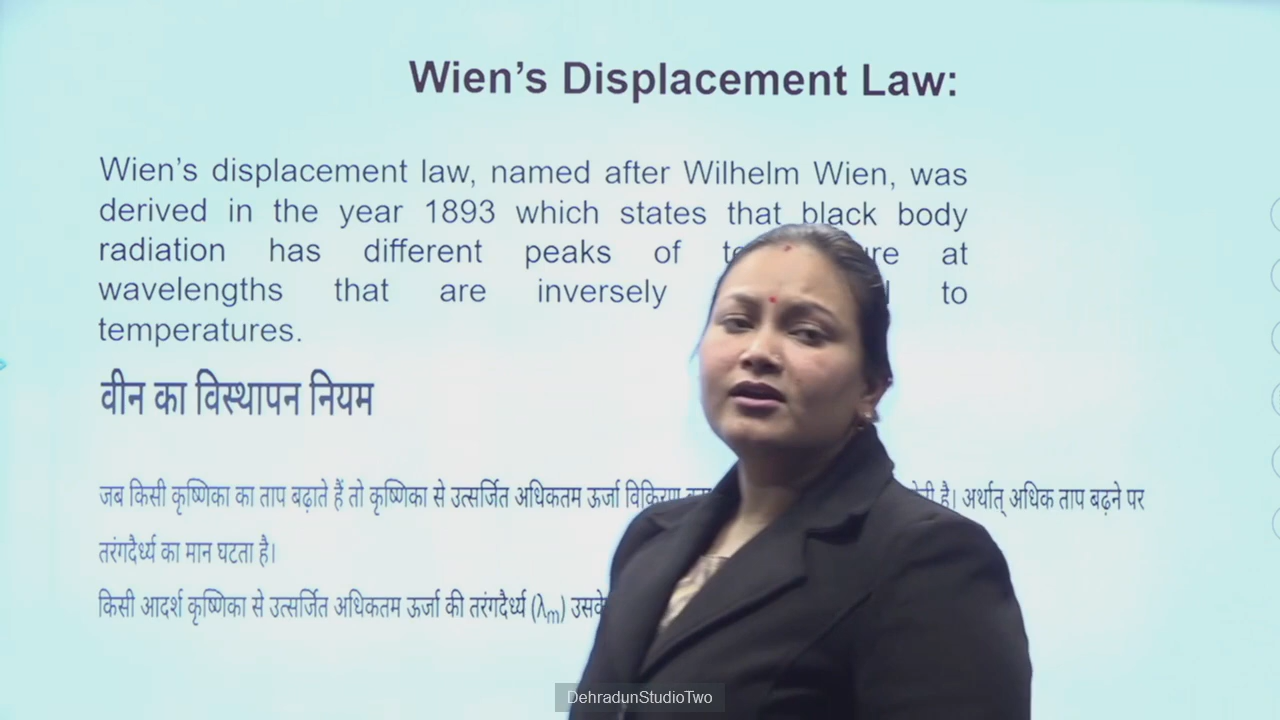 Wien’s Displacement Law:
Wien’s displacement law, named after Wilhelm Wien, was
derived in the year 1893 which states that black body
radiation has different peaks of at
wavelengths that are inversely to
temperatures.
वीन का विस्थापन नियम
जब किसी कृष्णिका का ताप बढ़ाते हैं तो कृष्णिका से उत्सर्जित अधिकतम ऊर्जा विकिरण है। अर्थात् अधिक ताप बढ़ने पर
तरंगदैर्ध्य का मान घटता है।
किसी आदर्श कृष्णिका से उत्सर्जित अधिकतम ऊर्जा की तरंगदैर्ध्य (λm)
DehradunStudioTwo